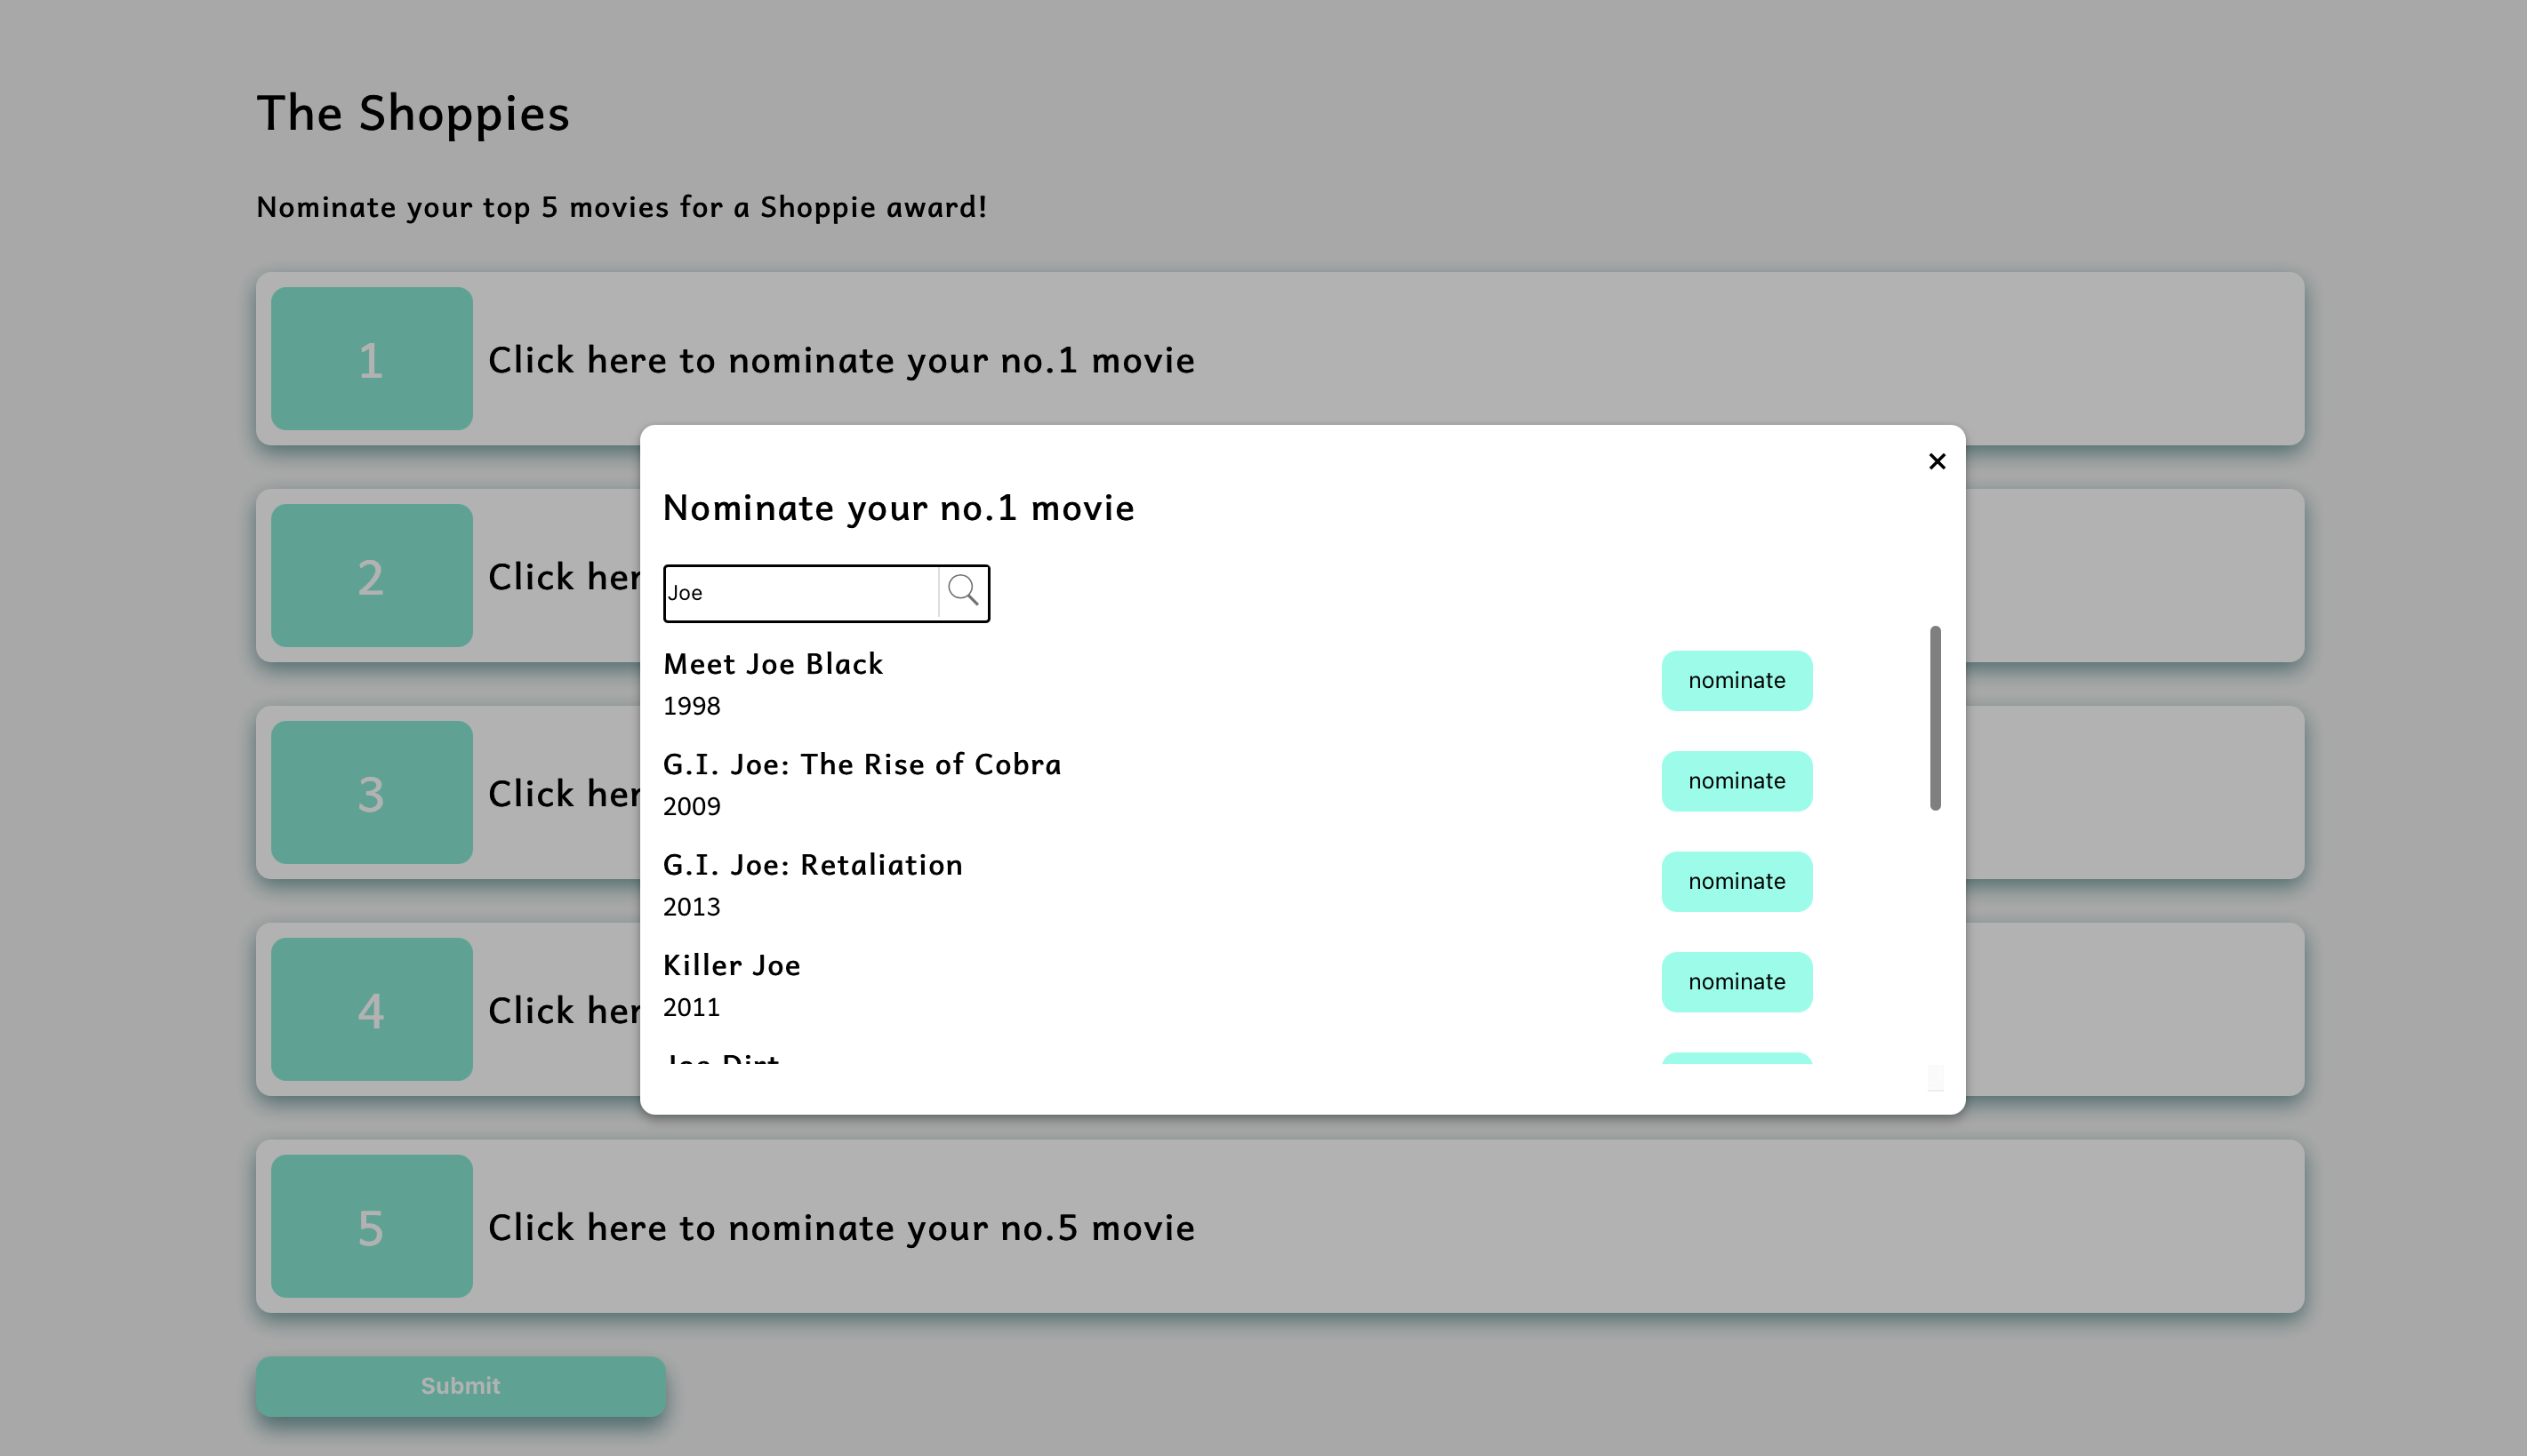 The Shoppies
Nominate your top 5 movies for a Shoppie award!
1
Click here to nominate your no.1 movie
2
Click her
3
Click her
4
Click her
5
Click here to nominate your no.5 movie
Submit
×
Nominate your no.1 movie
Joe
Meet Joe Black
nominate
1998
G.I. Joe: The Rise of Cobra
nominate
2009
G.I. Joe: Retaliation
nominate
2013
Killer Joe
nominate
2011
Joe Dirt